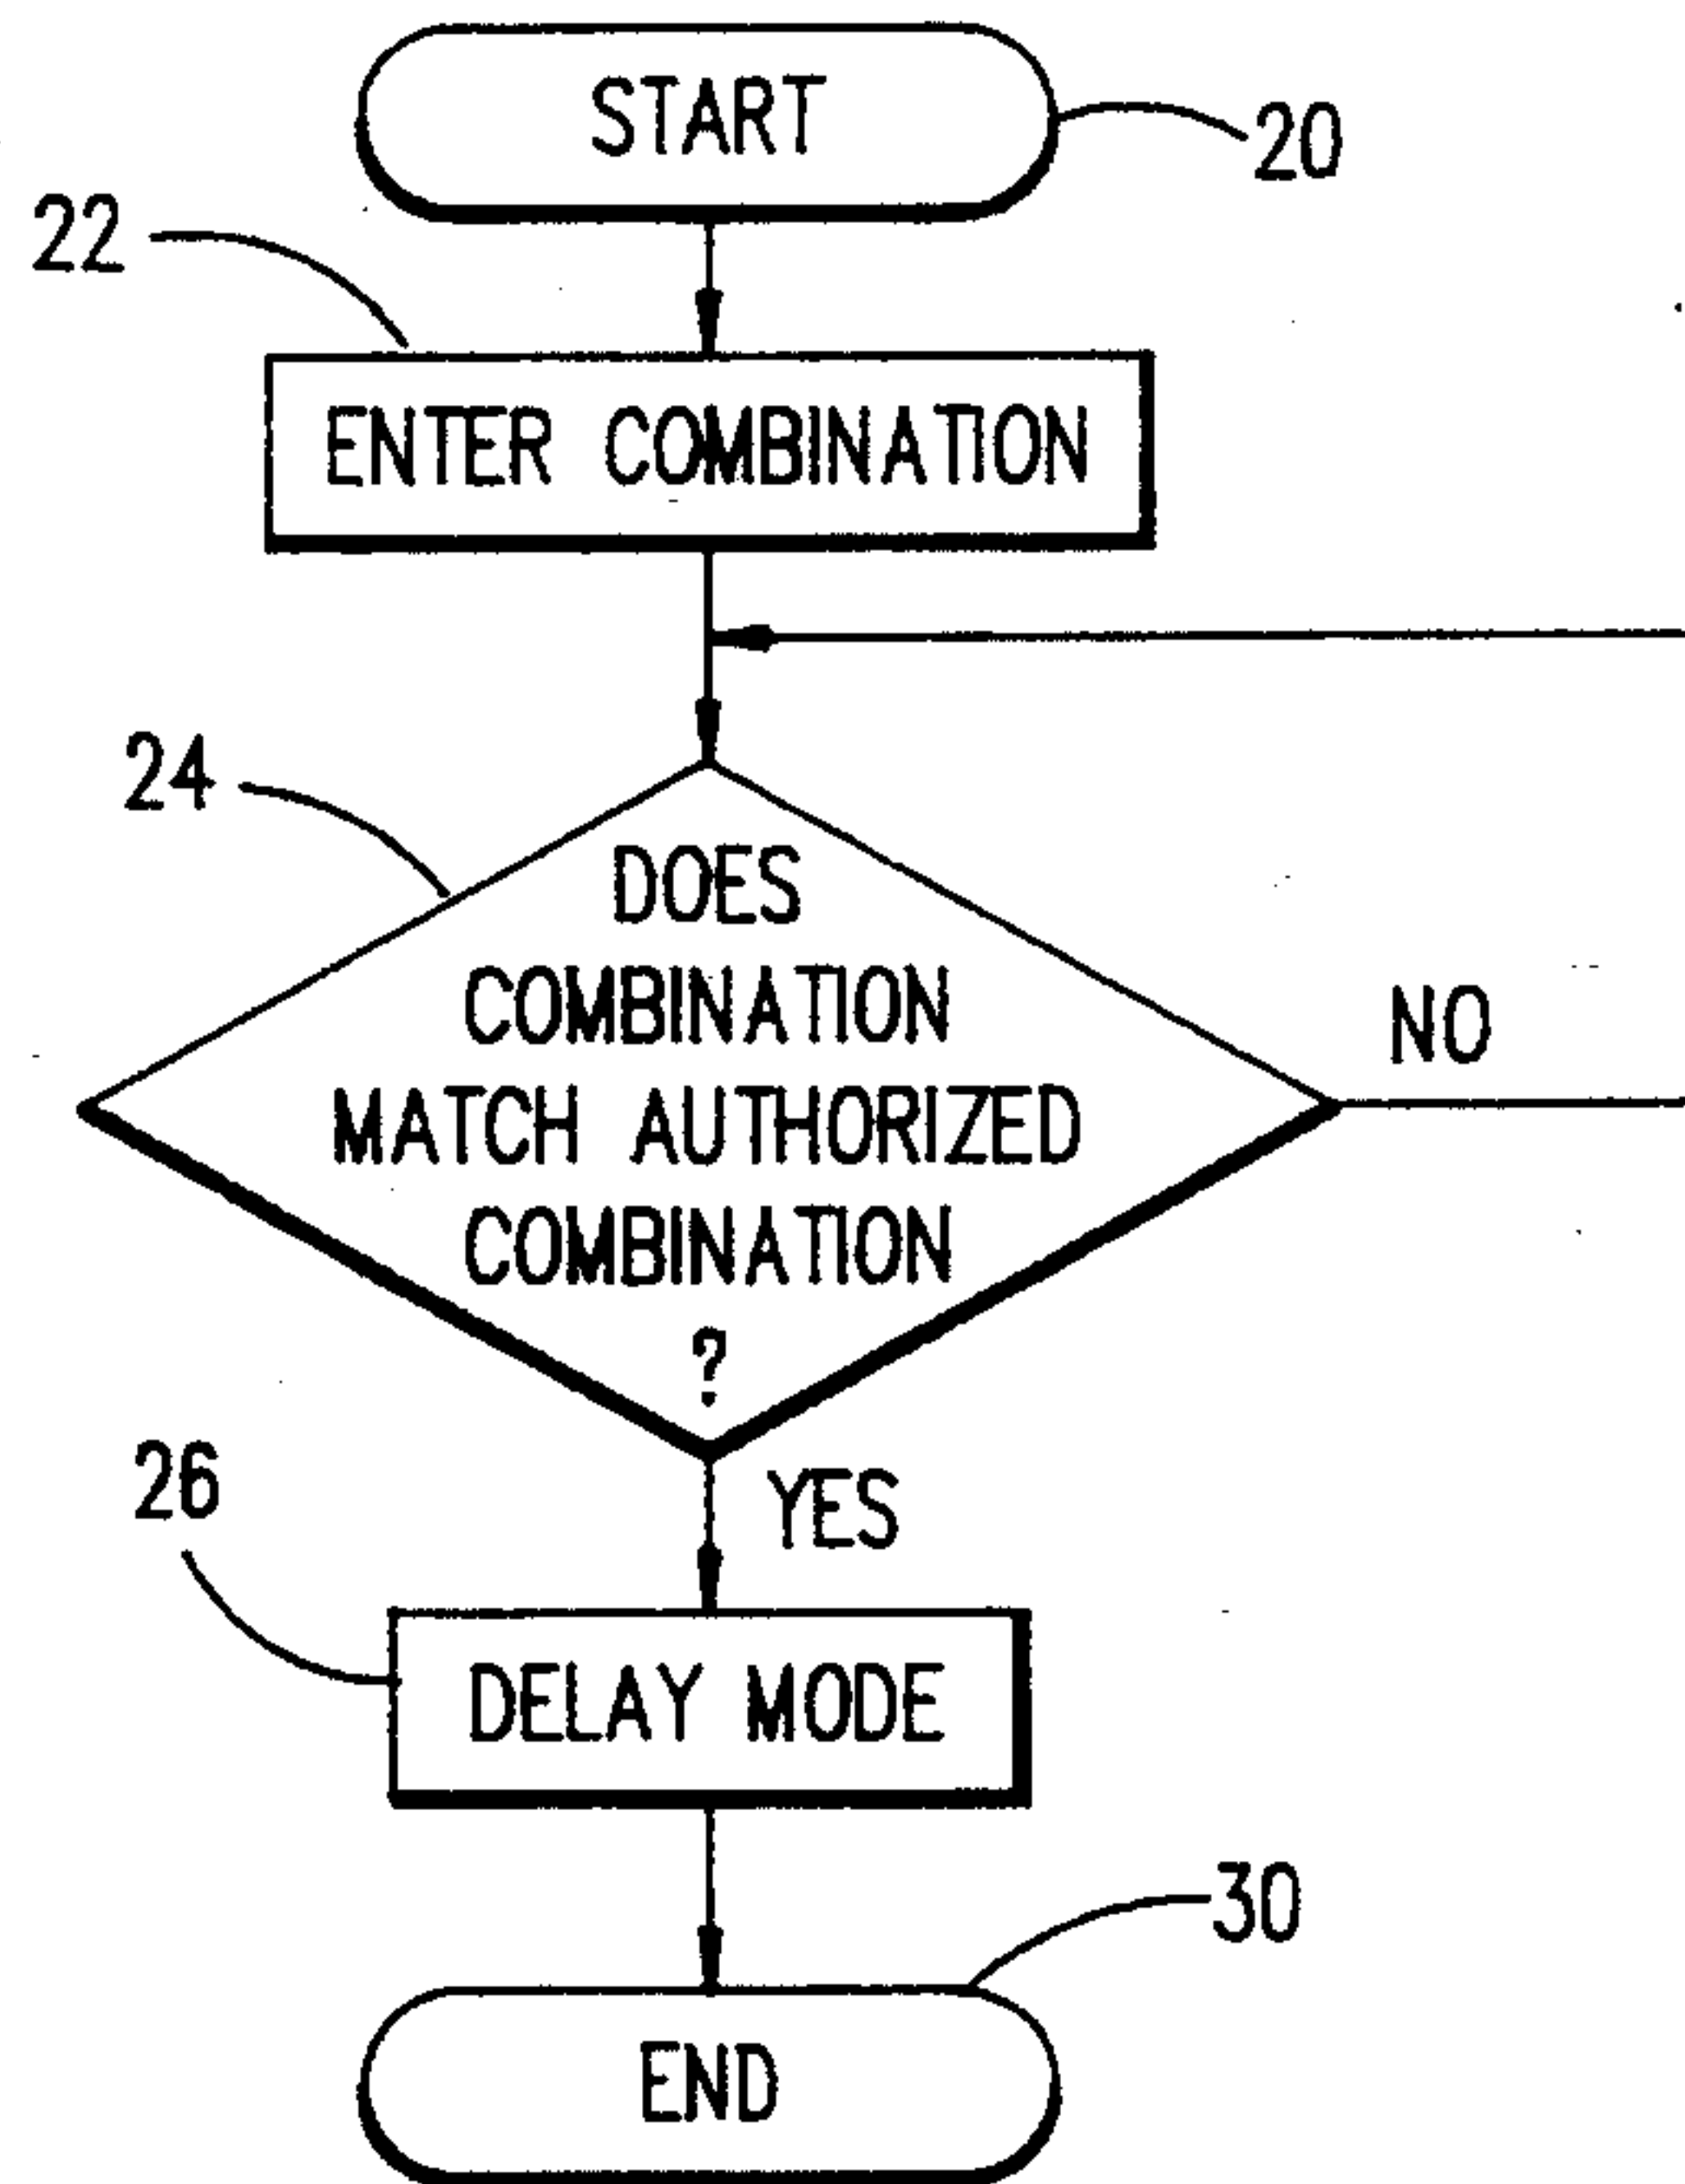 START
20
22
ENTER COMBINATION
24
DOES
COMBINATION
MATCH AUTHORIZED
COMBINATION
?
NO
YES
26
DELAY MODE
30
END